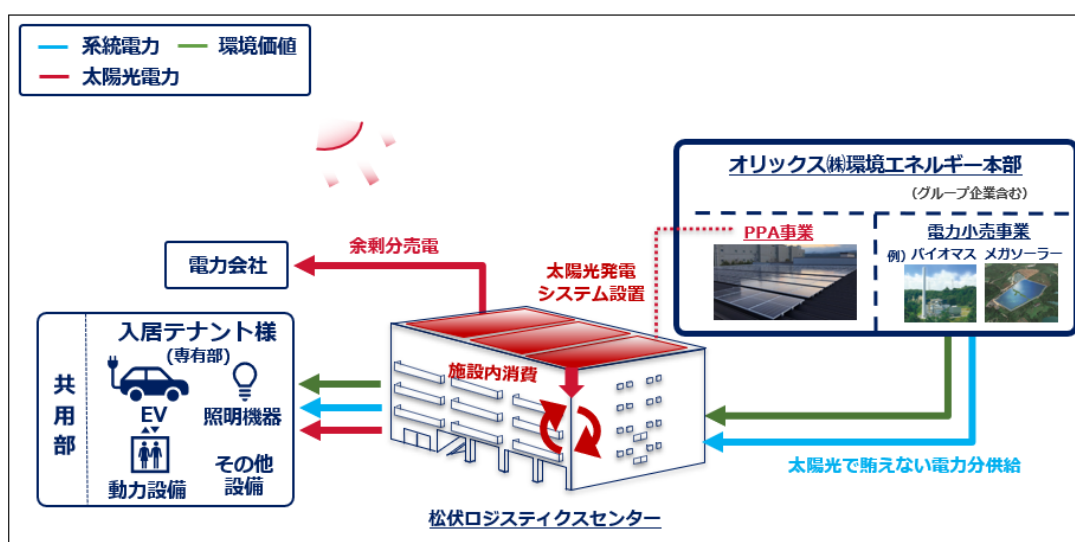 系統電力
環境価値
太陽光電力
オリックス㈱環境エネルギー本部
(グループ企業含む)
PPA事業
電力小売事業
例) バイオマス メガソーラー
余剰分売電
電力会社
太陽光発電
システム設置
入居テナント様
(専有部)
共用部
EV
照明機器
動力設備
その他
設備
施設内消費
太陽光で賄えない電力分供給
松伏ロジスティクスセンター